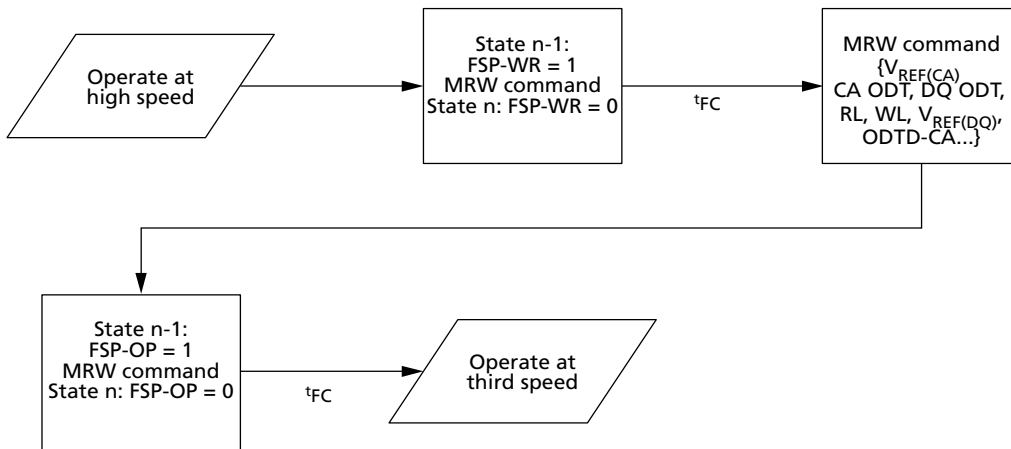 Operate at
high speed
State n-1:
FSP-WR = 1
MRW command
State n: FSP-WR = 0
tFC
MRW command
{VREF(CA)
CA ODT, DQ ODT,
RL, WL, VREF(DQ),
ODTD-CA...}
State n-1:
FSP-OP = 1
MRW command
State n: FSP-OP = 0
tFC
Operate at
third speed